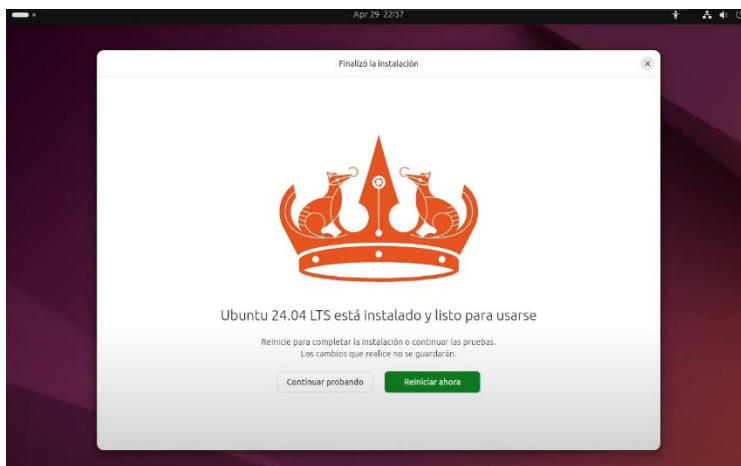 Apr 29 22:57
Finalizó la instalación
Ubuntu 24.04 LTS está instalado y listo para usarse
Reinicie para completar la instalación o continuar las pruebas.
Los cambios que realice no se guardarán.
Continuar probando
Reiniciar ahora